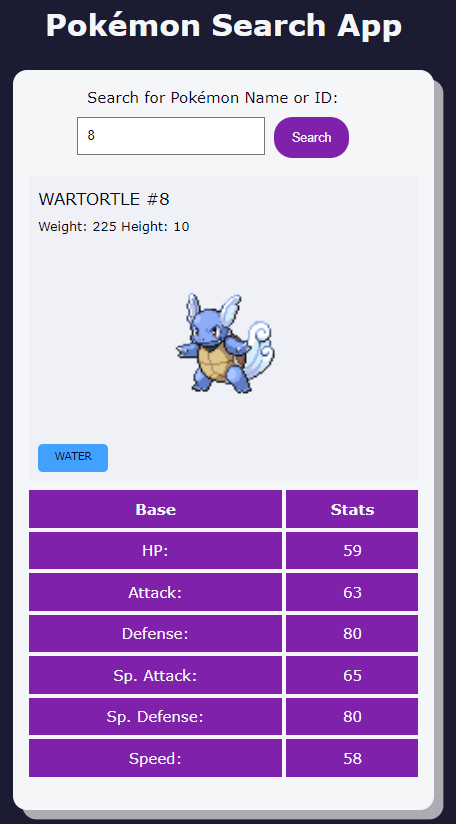 Pokémon Search App
Search for Pokémon Name or ID:
8 Search
WARTORTLE #8
Weight: 225 Height: 10
WATER
Base Stats
HP: 59
Attack: 63
Defense: 80
Sp. Attack: 65
Sp. Defense: 80
Speed: 58